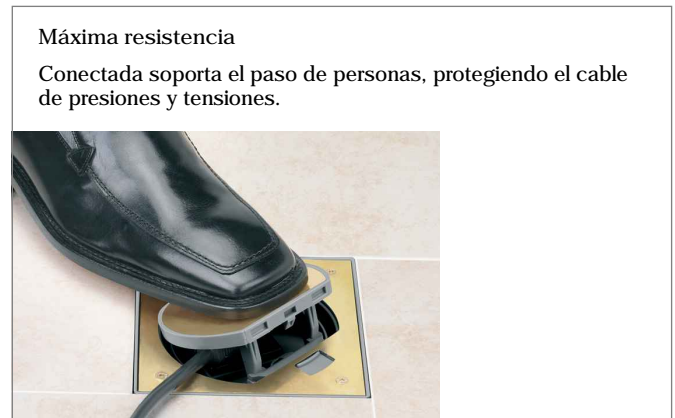 Máxima resistencia
Conectada soporta el paso de personas, protegiendo el cable
de presiones y tensiones.